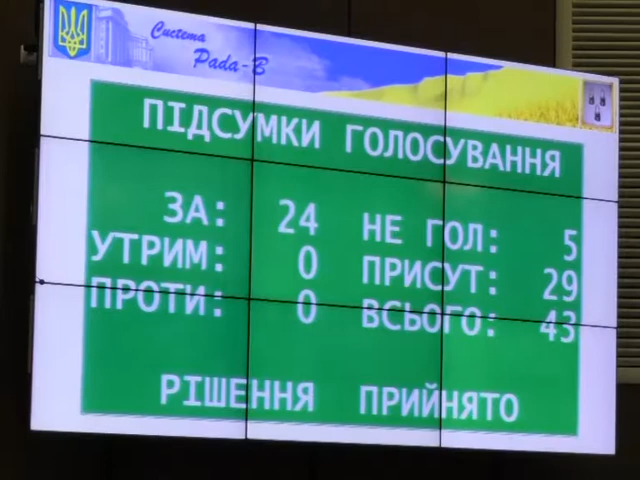 Система
Рада-В
ПІДСУМКИ ГОЛОСУВАННЯ
ЗА: 24 НЕ ГОЛ: 5
УТРИМ: 0 ПРИСУТ: 29
ПРОТИ: 0 ВСЬОГО: 43
РІШЕННЯ ПРИЙНЯТО